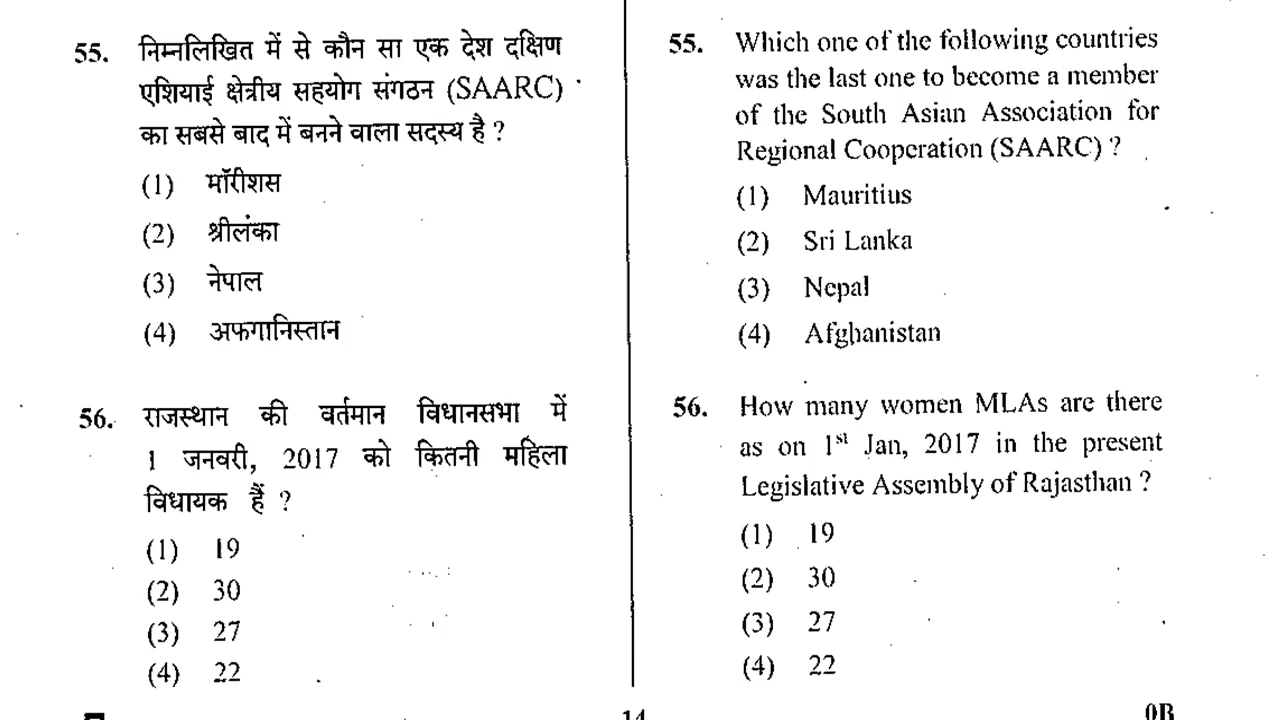 55. निम्नलिखित में से कौन सा एक देश दक्षिण
एशियाई क्षेत्रीय सहयोग संगठन (SAARC)
का सबसे बाद में बनने वाला सदस्य है ?
(1) मॉरीशस
(2) श्रीलंका
(3) नेपाल
(4) अफगानिस्तान
56. राजस्थान की वर्तमान विधानसभा में
1 जनवरी, 2017 को कितनी महिला
विधायक हैं ?
(1) 19
(2) 30
(3) 27
(4) 22
55. Which one of the following countries
was the last one to become a member
of the South Asian Association for
Regional Cooperation (SAARC) ?
(1) Mauritius
(2) Sri Lanka
(3) Nepal
(4) Afghanistan
56. How many women MLAs are there
as on 1st Jan, 2017 in the present
Legislative Assembly of Rajasthan ?
(1) 19
(2) 30
(3) 27
(4) 22
14